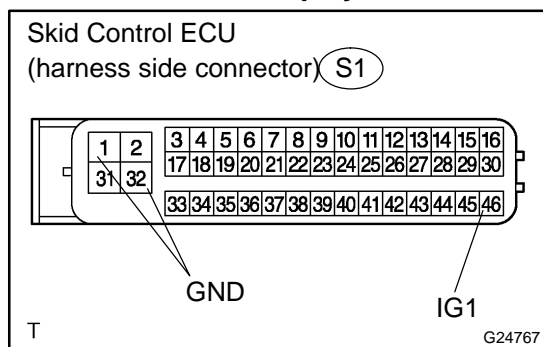 Skid Control ECU
(harness side connector) S1
1 2 3 4 5 6 7 8 9 10 11 12 13 14 15 16
17 18 19 20 21 22 23 24 25 26 27 28 29 30
31 32
33 34 35 36 37 38 39 40 41 42 43 44 45 46
GND
IG1
T
G24767